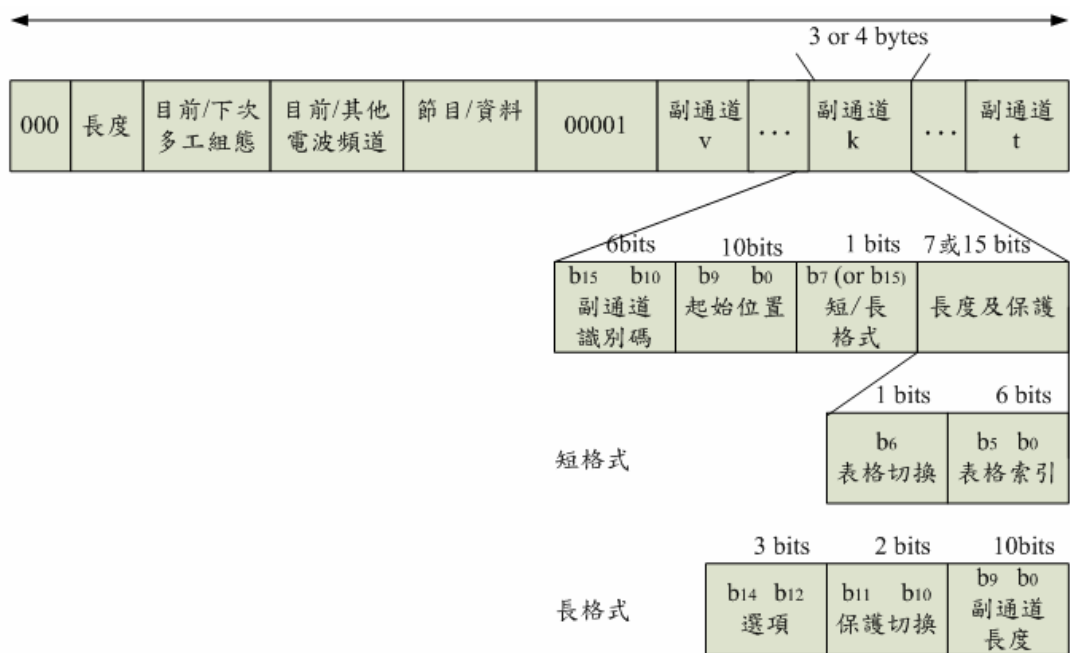 3 or 4 bytes
000
長度
目前/下次
多工組態
目前/其他
電波頻道
節目/資料
00001
副通道
v
...
副通道
k
...
副通道
t
6bits
10bits
1 bits
7或15 bits
b15 b10
副通道
識別碼
b9 b0
起始位置
b7 (or b15)
短/長
格式
長度及保護
1 bits
6 bits
短格式
b6
表格切換
b5 b0
表格索引
3 bits
2 bits
10bits
長格式
b14 b12
選項
b11 b10
保護切換
b9 b0
副通道
長度